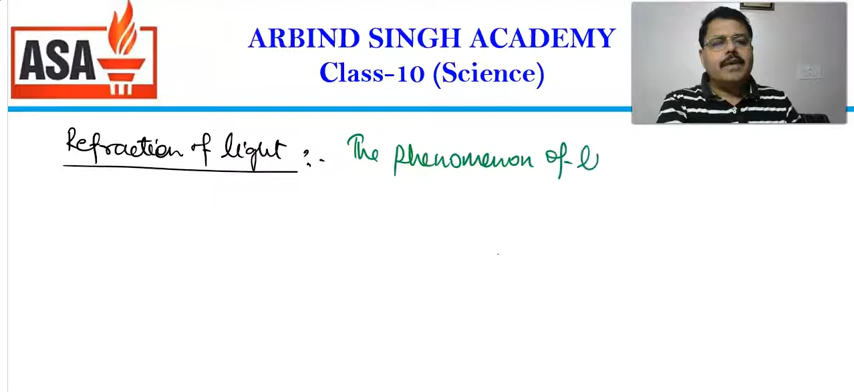 ASA
ARBIND SINGH ACADEMY
Class-10 (Science)
Refraction of light :- The phenomenon of